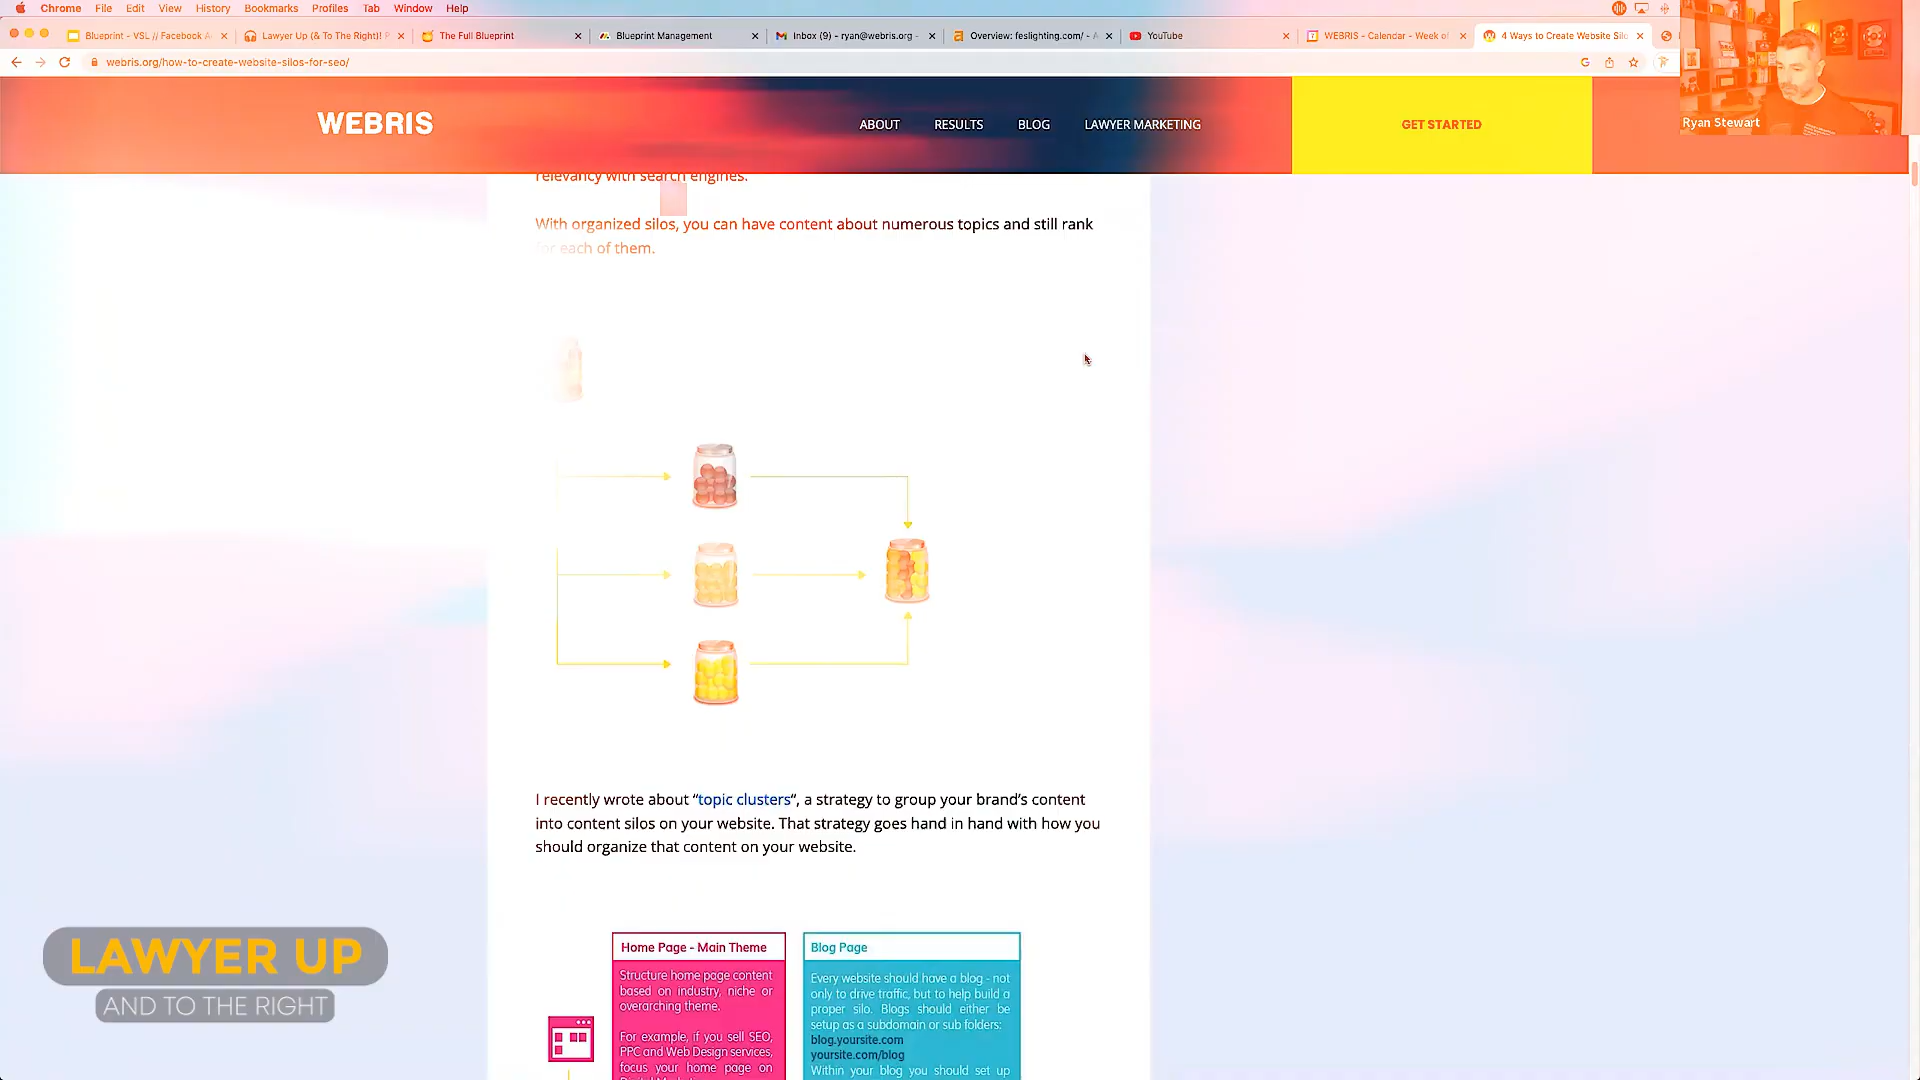 Chrome File Edit View History Bookmarks Profiles Tab Window Help
Blueprint - VSL // Facebook A
Lawyer Up (& To The Right)! P
The Full Blueprint
Blueprint Management
Inbox (9) - ryan@webris.org -
Overview: feslighting.com/ - A
YouTube
WEBRIS - Calendar - Week of
4 Ways to Create Website Silo
webris.org/how-to-create-website-silos-for-seo/
Ryan Stewart
WEBRIS
ABOUT RESULTS BLOG LAWYER MARKETING
GET STARTED
relevancy with search engines.
With organized silos, you can have content about numerous topics and still rank
for each of them.
I recently wrote about “topic clusters“, a strategy to group your brand’s content
into content silos on your website. That strategy goes hand in hand with how you
should organize that content on your website.
Home Page - Main Theme
Structure home page content
based on industry, niche or
overarching theme.
For example, if you sell SEO,
PPC and Web Design services,
focus your home page on
Blog Page
Every website should have a blog - not
only to drive traffic, but to help build a
proper silo. Blogs should either be
setup as a subdomain or sub folders:
blog.yoursite.com
yoursite.com/blog
Within your blog you should set up
LAWYER UP
AND TO THE RIGHT